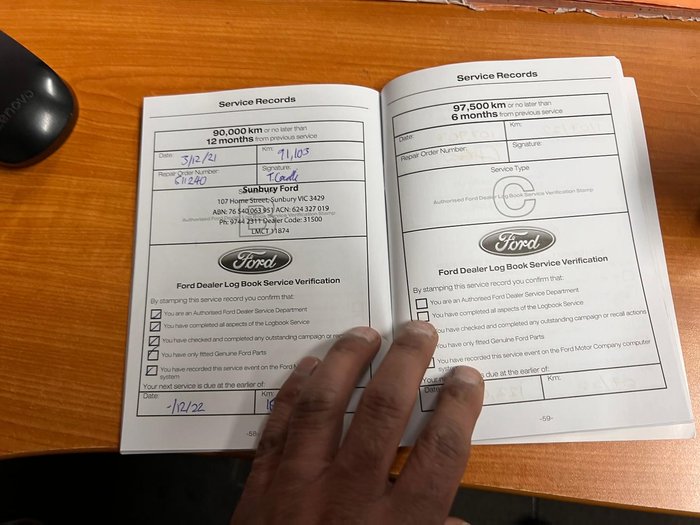 lenovo
Service Records
90,000 km or no later than
12 months from previous service
Date: 3/12/21
Km: 91,103
Repair Order Number: 611240
Signature:
Sunbury Ford
107 Horne Street, Sunbury VIC 3429
ABN: 76 540 063 951 ACN: 624 327 019
Ph: 9744 2311 Dealer Code: 31500
LMCT 11874
Ford
Ford Dealer Log Book Service Verification
By stamping this service record you confirm that:
You are an Authorised Ford Dealer Service Department
You have completed all aspects of the Logbook Service
You have checked and completed any outstanding campaign or
You have only fitted Genuine Ford Parts
You have recorded this service event on the Ford Motor
system
Your next service is due at the earlier of:
Date: -/12/22
Km:
-58-
Service Records
97,500 km or no later than
6 months from previous service
Date:
Km:
Repair Order Number:
Signature:
Service Type
C
Authorised Ford Dealer Log Book Service Verification Stamp
Ford
Ford Dealer Log Book Service Verification
By stamping this service record you confirm that:
You are an Authorised Ford Dealer Service Department
You have completed all aspects of the Logbook Service
You have checked and completed any outstanding campaign or recall actions
You have only fitted Genuine Ford Parts
You have recorded this service event on the Ford Motor Company computer
system
due at the earlier of:
Km:
-59-